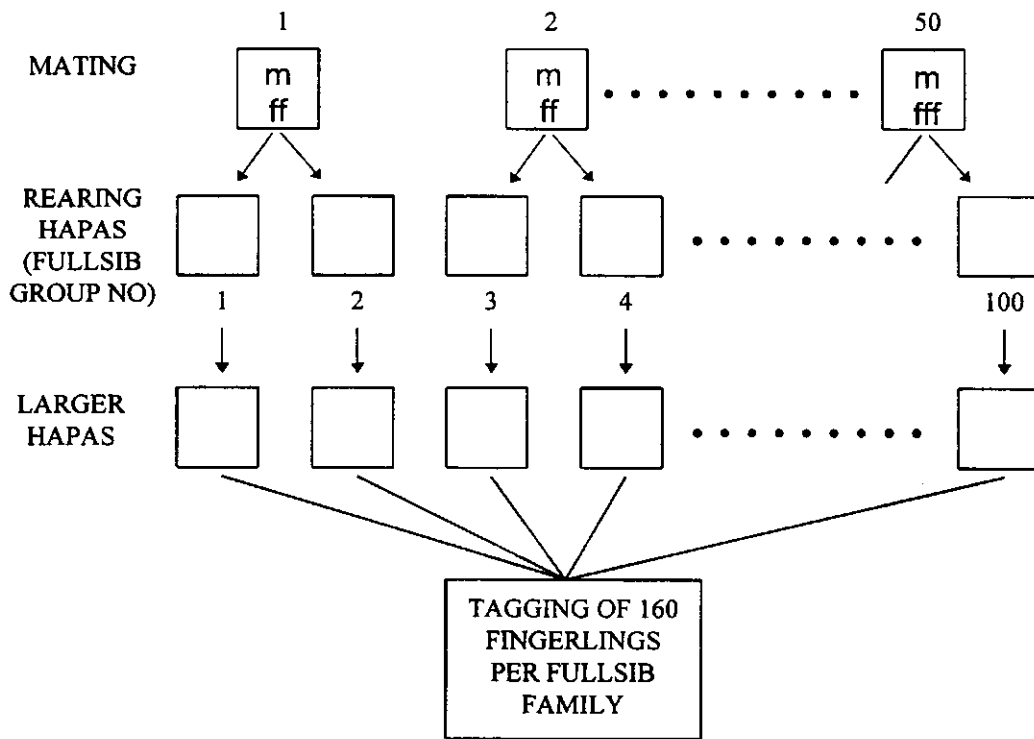 1 2 50
MATING
m m m
ff ff fff
REARING
HAPAS
(FULLSIB
GROUP NO)
1 2 3 4 100
LARGER
HAPAS
TAGGING OF 160
FINGERLINGS
PER FULLSIB
FAMILY